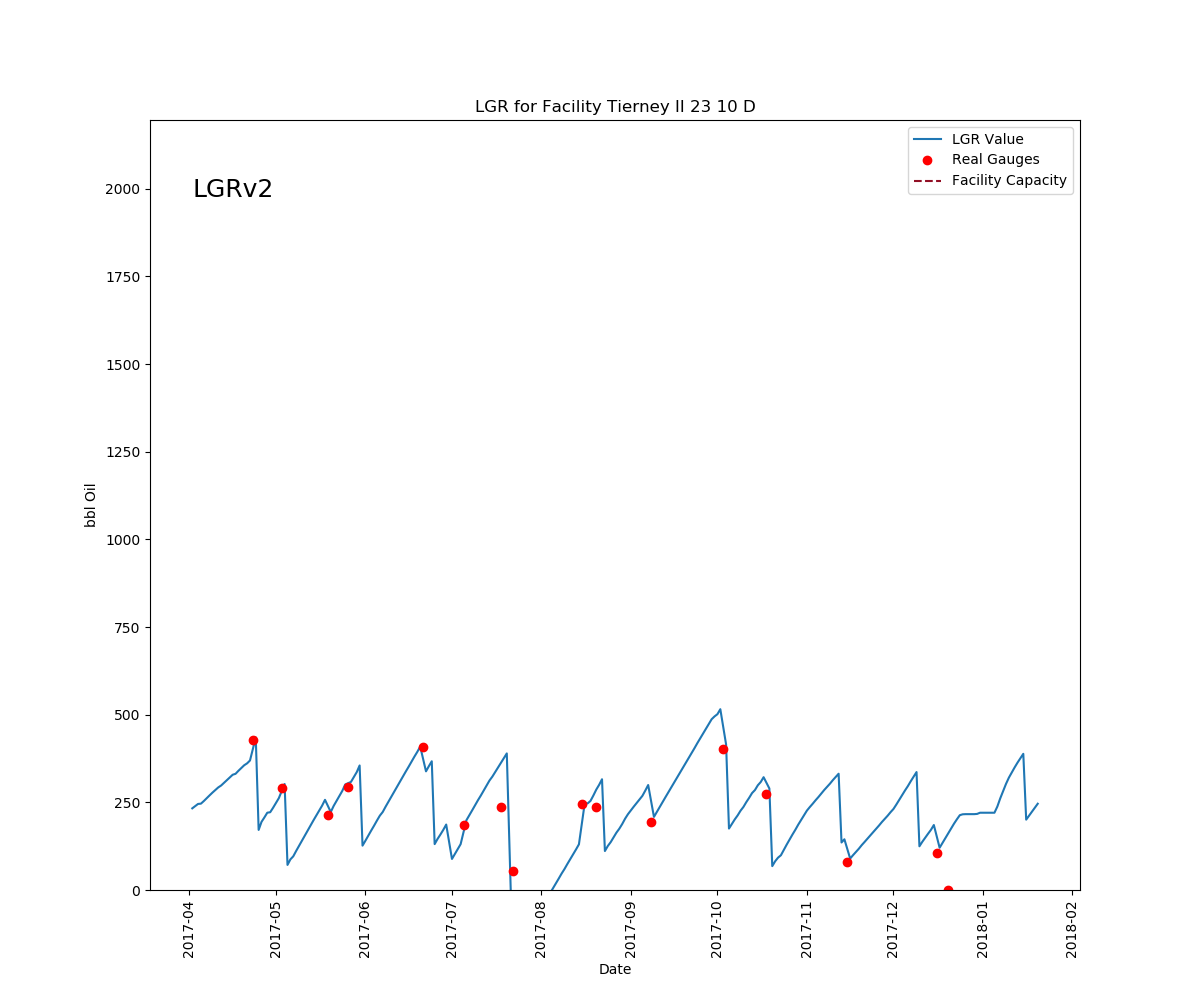 LGR for Facility Tierney II 23 10 D
LGRv2
LGR Value
Real Gauges
Facility Capacity
2000
1750
1500
1250
1000
750
500
250
0
bbl Oil
2017-04
2017-05
2017-06
2017-07
2017-08
2017-09
2017-10
2017-11
2017-12
2018-01
2018-02
Date